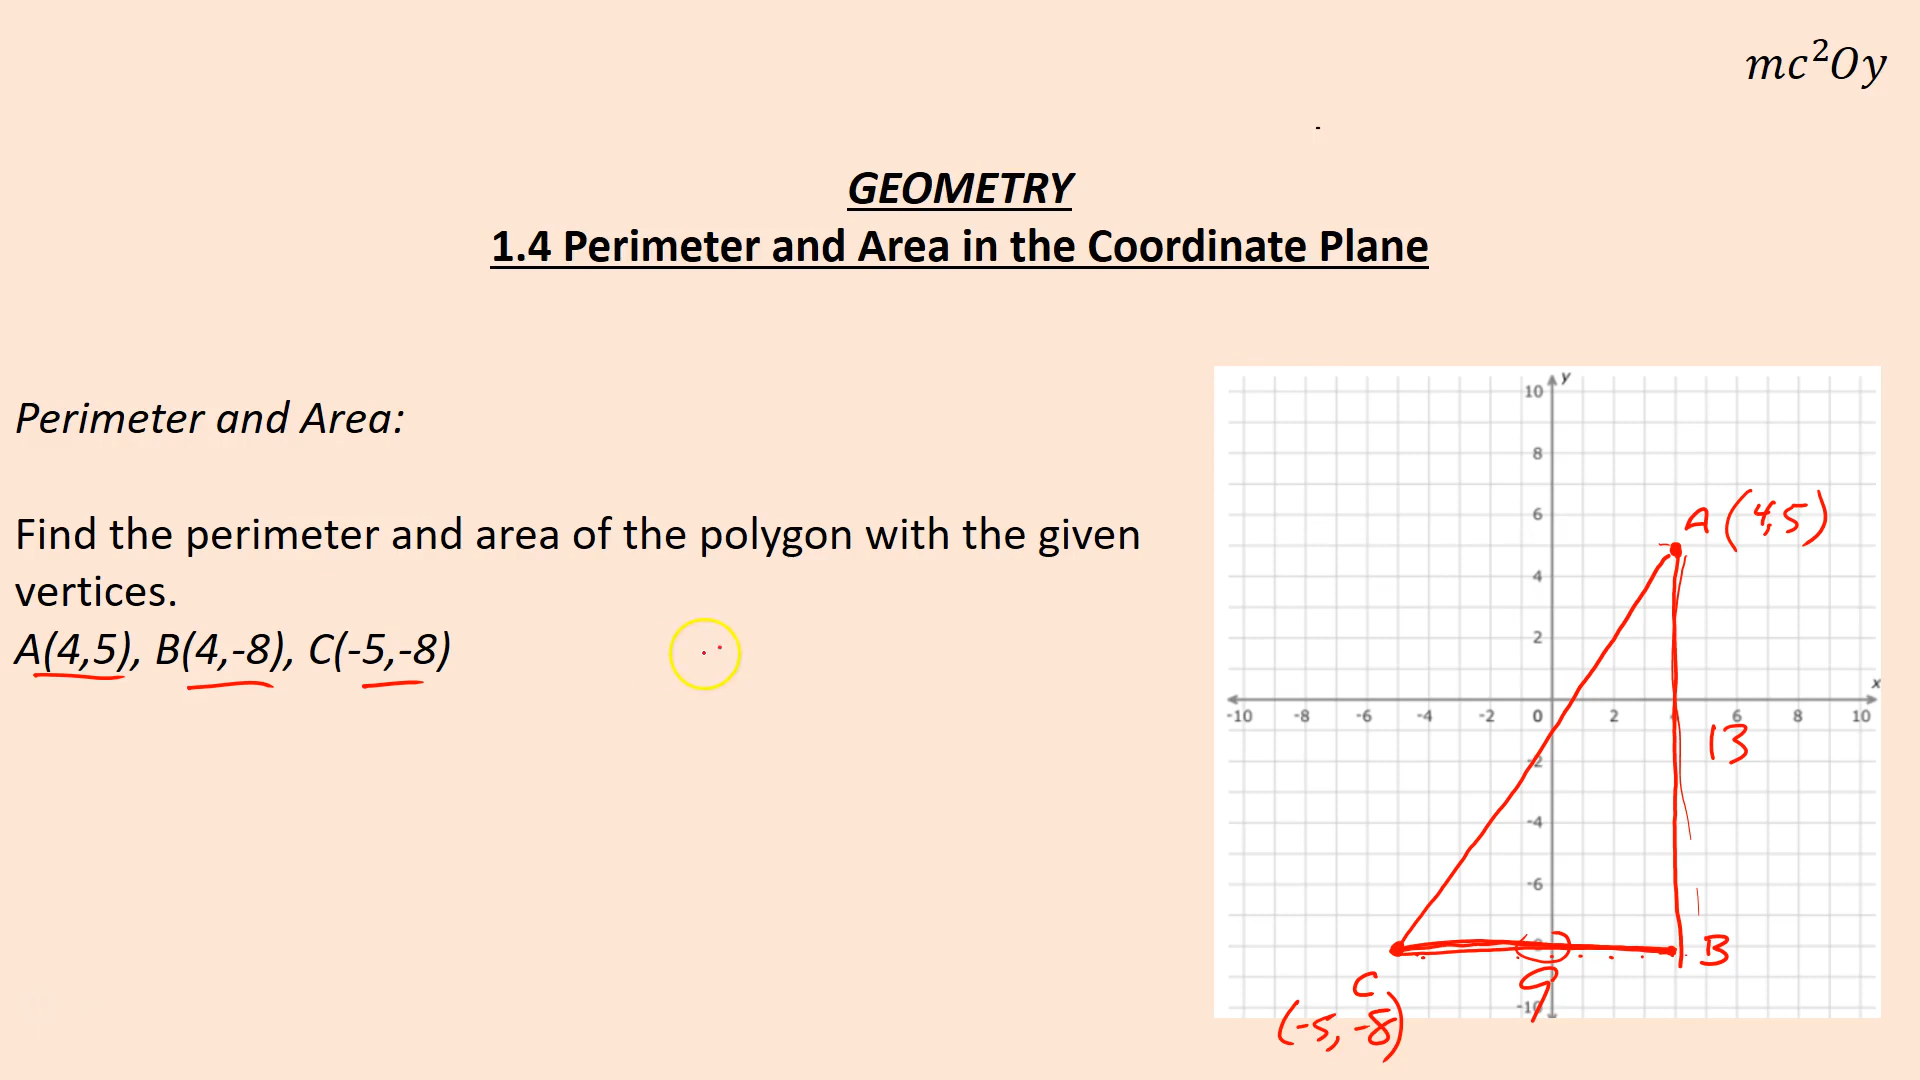 mc²Oy
GEOMETRY
1.4 Perimeter and Area in the Coordinate Plane
Perimeter and Area:
Find the perimeter and area of the polygon with the given
vertices.
A(4,5), B(4,-8), C(-5,-8)
y
10
8
6
A (4,5)
4
2
x
-10 -8 -6 -4 -2 0 2 6 8 10
13
-2
-4
-6
B
C
9
-10
(-5, -8)